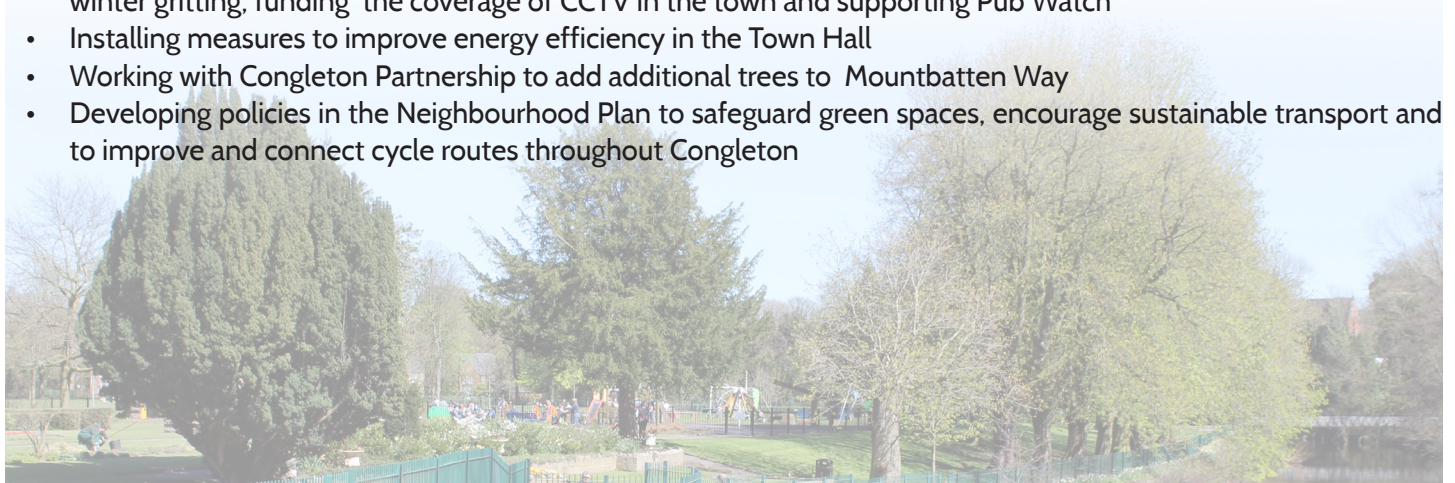 winter gritting, funding  the coverage of CCTV in the town and supporting Pub Watch
• Installing measures to improve energy efficiency in the Town Hall
• Working with Congleton Partnership to add additional trees to  Mountbatten Way
• Developing policies in the Neighbourhood Plan to safeguard green spaces, encourage sustainable transport and
to improve and connect cycle routes throughout Congleton